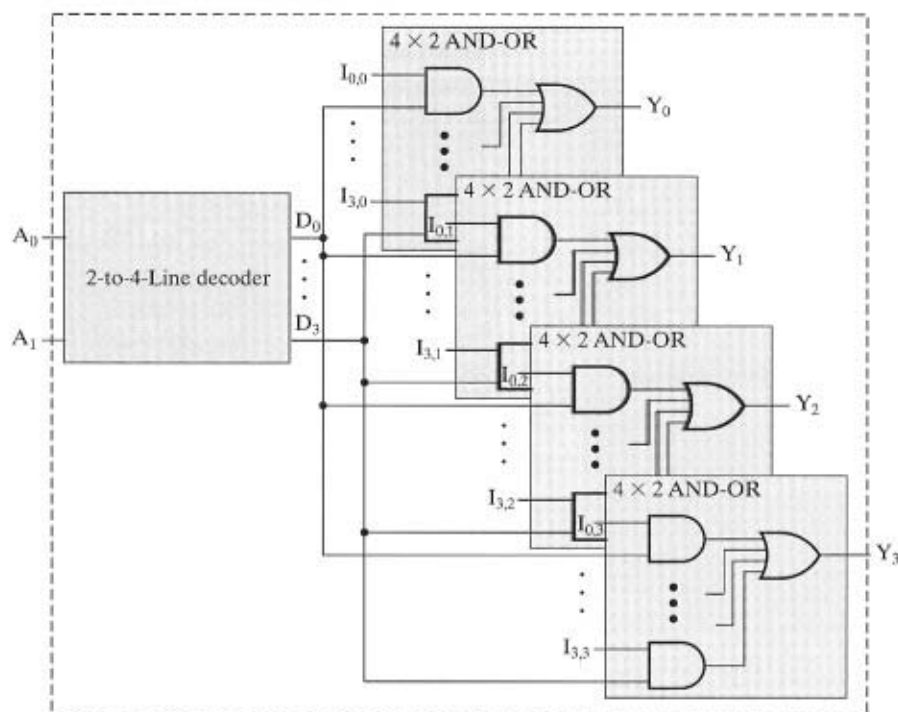 4 × 2 AND-OR
I0,0
Y0
I3,0
4 × 2 AND-OR
D0
I0,1
A0
Y1
2-to-4-Line decoder
D3
4 × 2 AND-OR
A1
I3,1
I0,2
Y2
4 × 2 AND-OR
I3,2
I0,3
Y3
I3,3